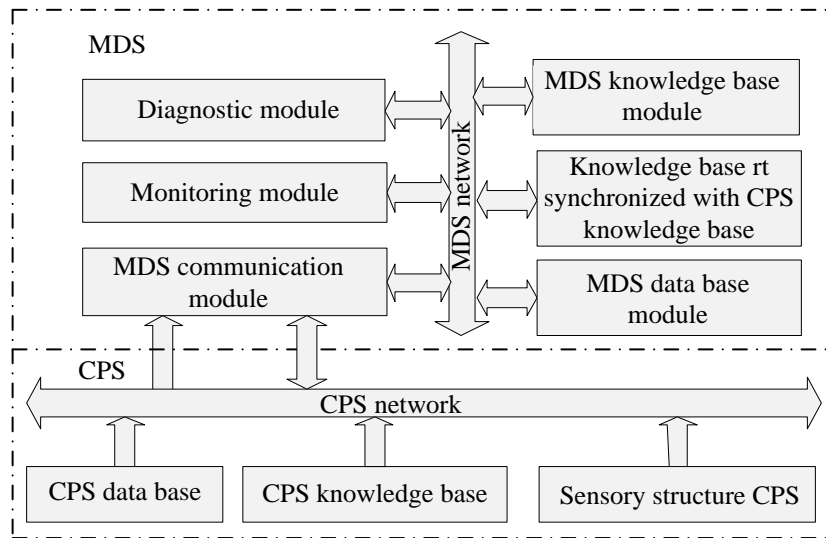 MDS
Diagnostic module
Monitoring module
MDS communication
module
MDS network
MDS knowledge base
module
Knowledge base rt
synchronized with CPS
knowledge base
MDS data base
module
CPS
CPS network
CPS data base
CPS knowledge base
Sensory structure CPS